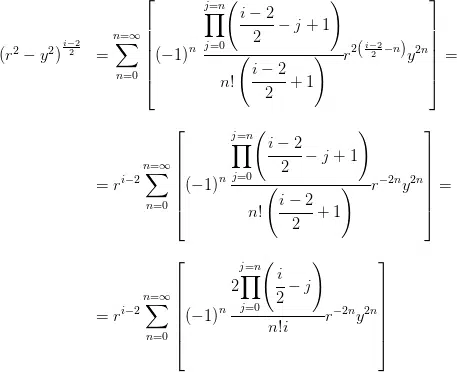 $\left(r^2 - y^2\right)^{\frac{i-2}{2}} = \sum_{n=0}^{n=\infty} \left[ (-1)^n \frac{\prod_{j=0}^{j=n} \left( \frac{i-2}{2} - j + 1 \right)}{n! \left( \frac{i-2}{2} + 1 \right)} r^{2\left(\frac{i-2}{2} - n\right)} y^{2n} \right] =$
$= r^{i-2} \sum_{n=0}^{n=\infty} \left[ (-1)^n \frac{\prod_{j=0}^{j=n} \left( \frac{i-2}{2} - j + 1 \right)}{n! \left( \frac{i-2}{2} + 1 \right)} r^{-2n} y^{2n} \right] =$
$= r^{i-2} \sum_{n=0}^{n=\infty} \left[ (-1)^n \frac{2 \prod_{j=0}^{j=n} \left( \frac{i}{2} - j \right)}{n! i} r^{-2n} y^{2n} \right]$